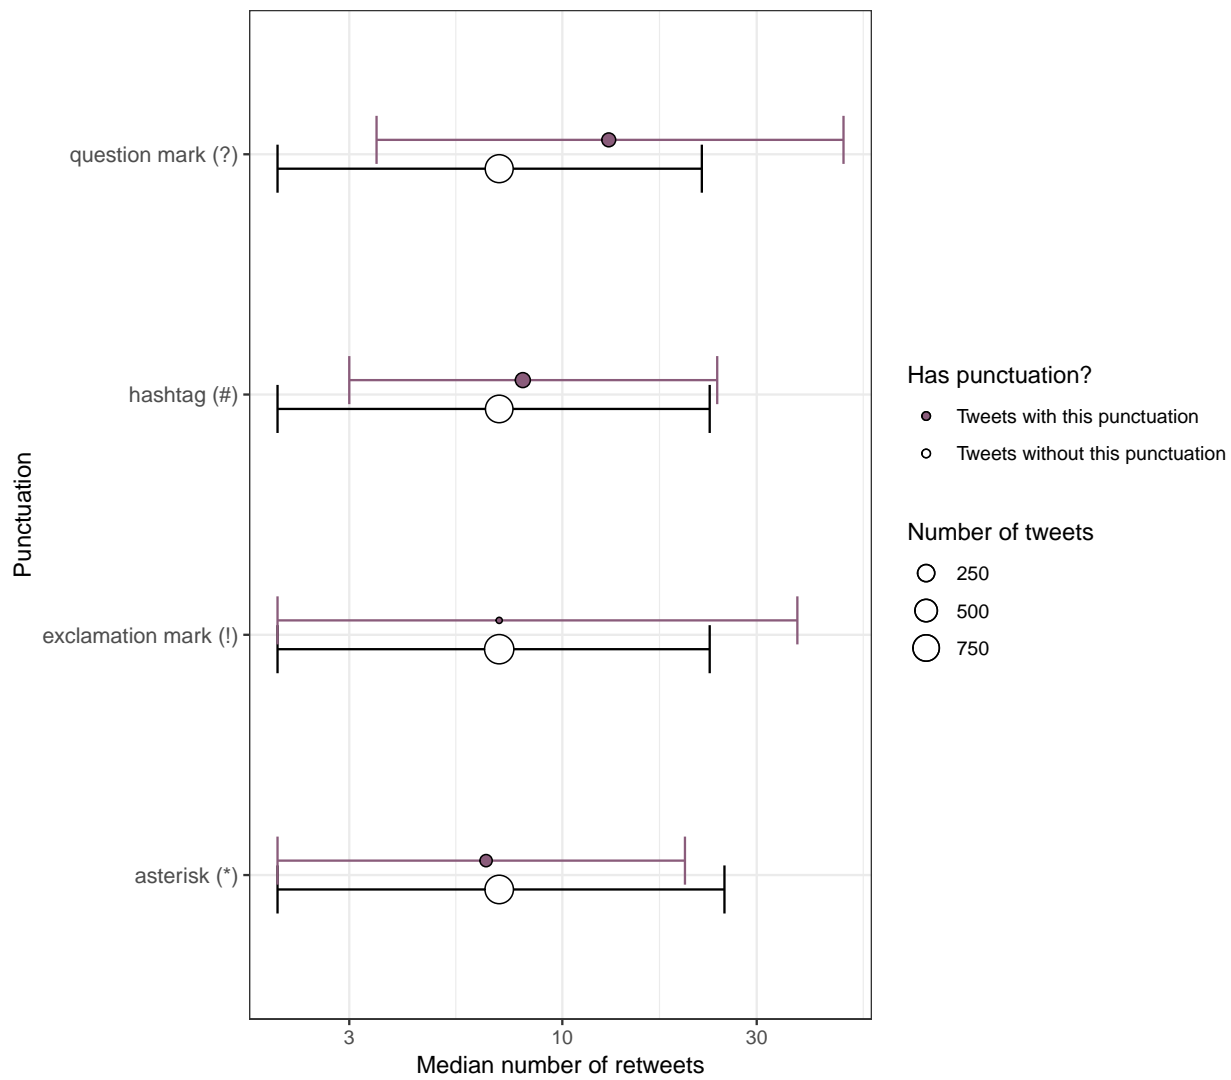 question mark (?)
hashtag (#)
exclamation mark (!)
asterisk (*)
Punctuation
3
10
30
Median number of retweets
Has punctuation?
Tweets with this punctuation
Tweets without this punctuation
Number of tweets
250
500
750